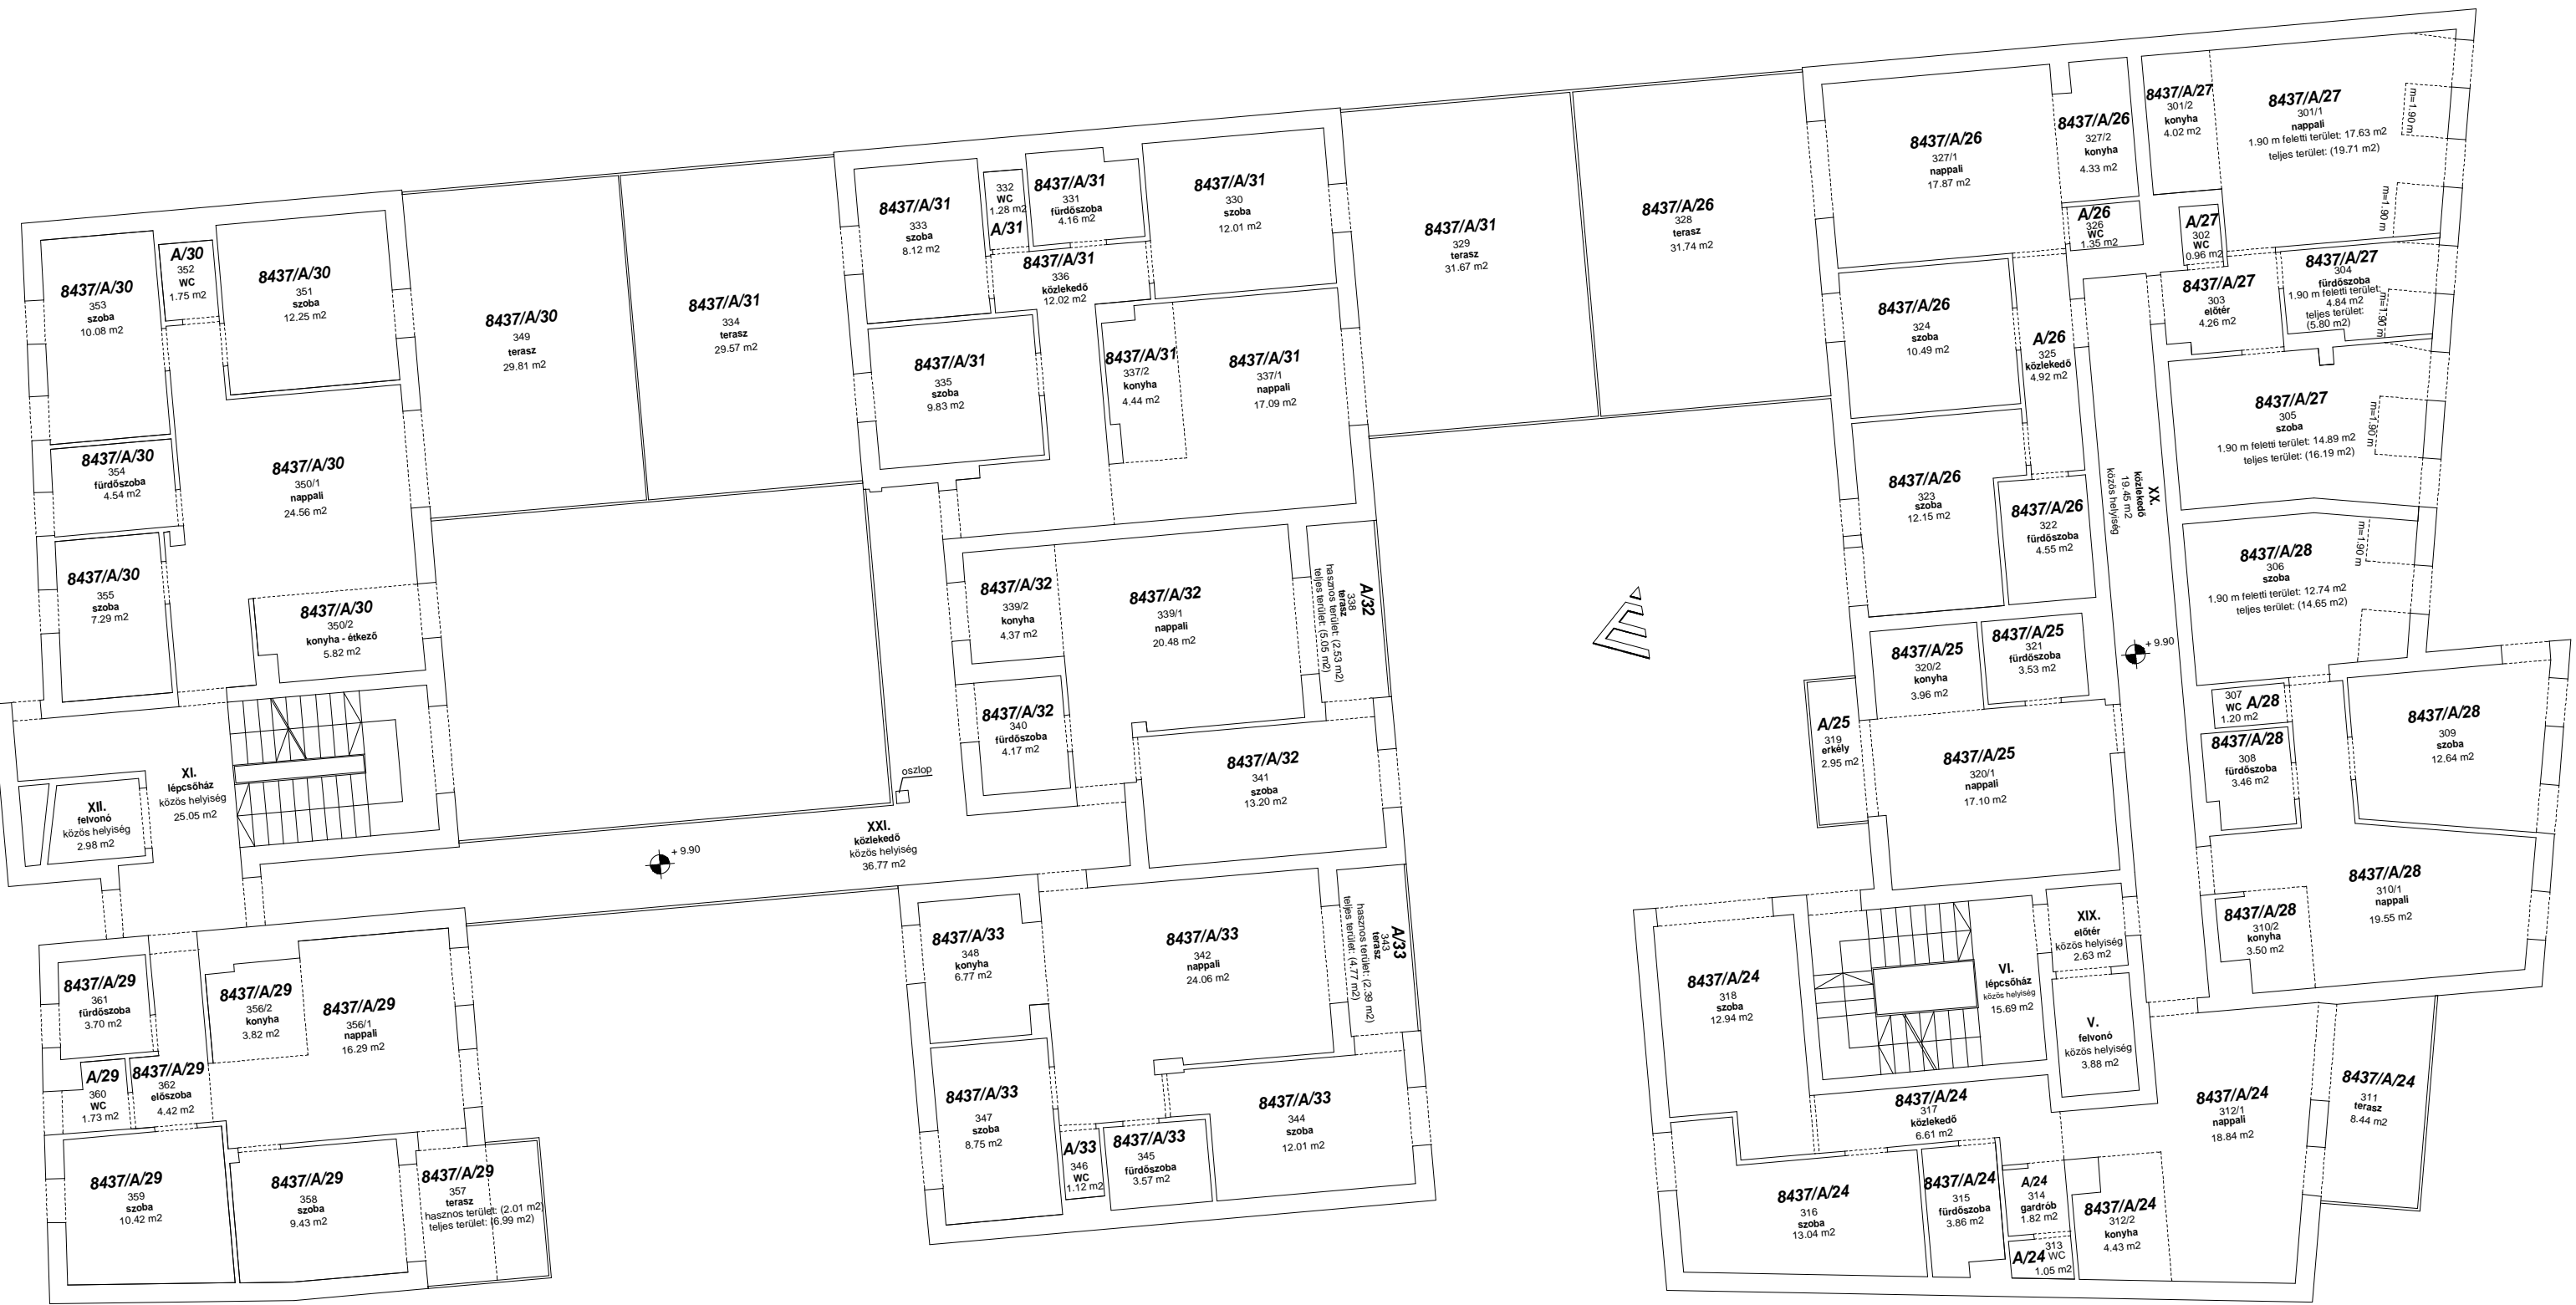 8437/A/30
353
szoba
10.08 m2
A/30
352
WC
1.75 m2
8437/A/30
351
szoba
12.25 m2
8437/A/30
354
fürdőszoba
4.54 m2
8437/A/30
350/1
nappali
24.56 m2
8437/A/30
355
szoba
7.29 m2
8437/A/30
350/2
konyha - étkező
5.82 m2
8437/A/30
349
terasz
29.81 m2
8437/A/31
334
terasz
29.57 m2
8437/A/31
333
szoba
8.12 m2
332
WC
1.28 m2
A/31
8437/A/31
331
fürdőszoba
4.16 m2
8437/A/31
330
szoba
12.01 m2
8437/A/31
336
közlekedő
12.02 m2
8437/A/31
335
szoba
9.83 m2
8437/A/31
337/2
konyha
4.44 m2
8437/A/31
337/1
nappali
17.09 m2
8437/A/31
329
terasz
31.67 m2
8437/A/26
328
terasz
31.74 m2
8437/A/26
327/1
nappali
17.87 m2
8437/A/26
327/2
konyha
4.33 m2
8437/A/27
301/2
konyha
4.02 m2
8437/A/27
301/1
nappali
1.90 m feletti terület: 17.63 m2
teljes terület: (19.71 m2)
m=1.90 m
A/26
326
WC
1.35 m2
A/27
302
WC
0.96 m2
m=1.90 m
8437/A/27
303
előtér
4.26 m2
8437/A/27
304
fürdőszoba
1.90 m feletti terület:
4.84 m2
teljes terület:
(5.80 m2)
m=1.90 m
8437/A/26
324
szoba
10.49 m2
A/26
325
közlekedő
4.92 m2
8437/A/27
305
szoba
1.90 m feletti terület: 14.89 m2
teljes terület: (16.19 m2)
m=1.90 m
8437/A/26
323
szoba
12.15 m2
8437/A/26
322
fürdőszoba
4.55 m2
XX.
közlekedő
19.45 m2
közös helyiség
8437/A/28
306
szoba
1.90 m feletti terület: 12.74 m2
teljes terület: (14.65 m2)
m=1.90 m
8437/A/32
339/2
konyha
4.37 m2
8437/A/32
339/1
nappali
20.48 m2
A/32
338
terasz
hasznos terület: (2.53 m2)
teljes terület: (5.05 m2)
8437/A/32
340
fürdőszoba
4.17 m2
8437/A/32
341
szoba
13.20 m2
oszlop
8437/A/25
320/2
konyha
3.96 m2
8437/A/25
321
fürdőszoba
3.53 m2
+ 9.90
A/25
319
erkély
2.95 m2
8437/A/25
320/1
nappali
17.10 m2
307
WC
A/28
1.20 m2
8437/A/28
308
fürdőszoba
3.46 m2
8437/A/28
309
szoba
12.64 m2
8437/A/28
310/1
nappali
19.55 m2
8437/A/28
310/2
konyha
3.50 m2
XI.
lépcsőház
közös helyiség
25.05 m2
XII.
felvonó
közös helyiség
2.98 m2
+ 9.90
XXI.
közlekedő
közös helyiség
36.77 m2
8437/A/29
361
fürdőszoba
3.70 m2
8437/A/29
356/2
konyha
3.82 m2
8437/A/29
356/1
nappali
16.29 m2
A/29
360
WC
1.73 m2
8437/A/29
362
előszoba
4.42 m2
8437/A/29
359
szoba
10.42 m2
8437/A/29
358
szoba
9.43 m2
8437/A/29
357
terasz
hasznos terület: (2.01 m2)
teljes terület: (6.99 m2)
8437/A/33
348
konyha
6.77 m2
8437/A/33
342
nappali
24.06 m2
A/33
343
terasz
hasznos terület: (2.39 m2)
teljes terület: (4.77 m2)
8437/A/33
347
szoba
8.75 m2
A/33
346
WC
1.12 m2
8437/A/33
345
fürdőszoba
3.57 m2
8437/A/33
344
szoba
12.01 m2
8437/A/24
318
szoba
12.94 m2
VI.
lépcsőház
közös helyiség
15.69 m2
XIX.
előtér
közös helyiség
2.63 m2
V.
felvonó
közös helyiség
3.88 m2
8437/A/24
317
közlekedő
6.61 m2
8437/A/24
312/1
nappali
18.84 m2
8437/A/24
311
terasz
8.44 m2
8437/A/24
316
szoba
13.04 m2
8437/A/24
315
fürdőszoba
3.86 m2
A/24
314
gardrób
1.82 m2
A/24
313
WC
1.05 m2
8437/A/24
312/2
konyha
4.43 m2